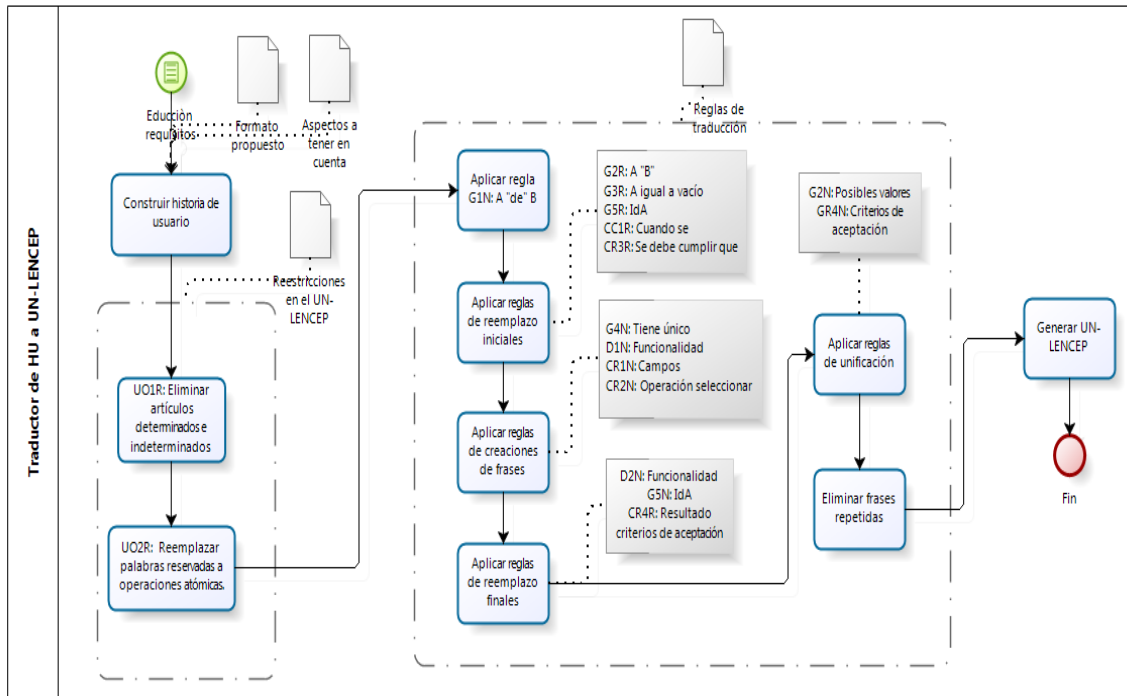 Traductor de HU a UN-LENCEP
Educciòn
requisitos
Formato
propuesto
Aspectos a
tener en
cuenta
Construir historia de
usuario
Reestricciones
en el UN-
LENCEP
UO1R: Eliminar
artículos
deteminados e
indeterminados
UO2R: Reemplazar
palabras reservadas a
operaciones atómicas.
Reglas de
traducción
Aplicar regla
G1N: A "de" B
G2R: A "B"
G3R: A igual a vacío
G5R: IdA
CC1R: Cuando se
CR3R: Se debe cumplir que
Aplicar reglas
de reemplazo
iniciales
G4N: Tiene único
D1N: Funcionalidad
CR1N: Campos
CR2N: Operación seleccionar
Aplicar reglas
de creaciones
de frases
D2N: Funcionalidad
G5N: IdA
CR4R: Resultado
criterios de aceptación
Aplicar reglas
de reemplazo
finales
G2N: Posibles valores
GR4N: Criterios de
aceptación
Aplicar reglas
de unificación
Eliminar frases
repetidas
Generar UN-
LENCEP
Fin